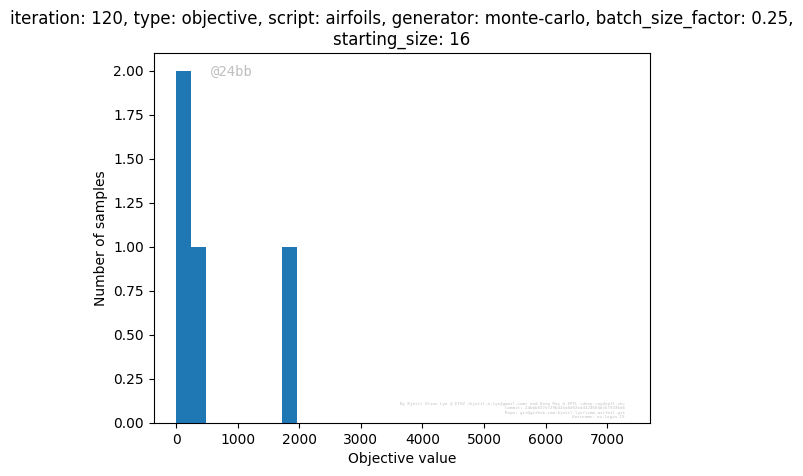 iteration: 120, type: objective, script: airfoils, generator: monte-carlo, batch_size_factor: 0.25,
starting_size: 16
@24bb
2.00
1.75
1.50
1.25
1.00
0.75
0.50
0.25
0.00
Number of samples
0 1000 2000 3000 4000 5000 6000 7000
Objective value